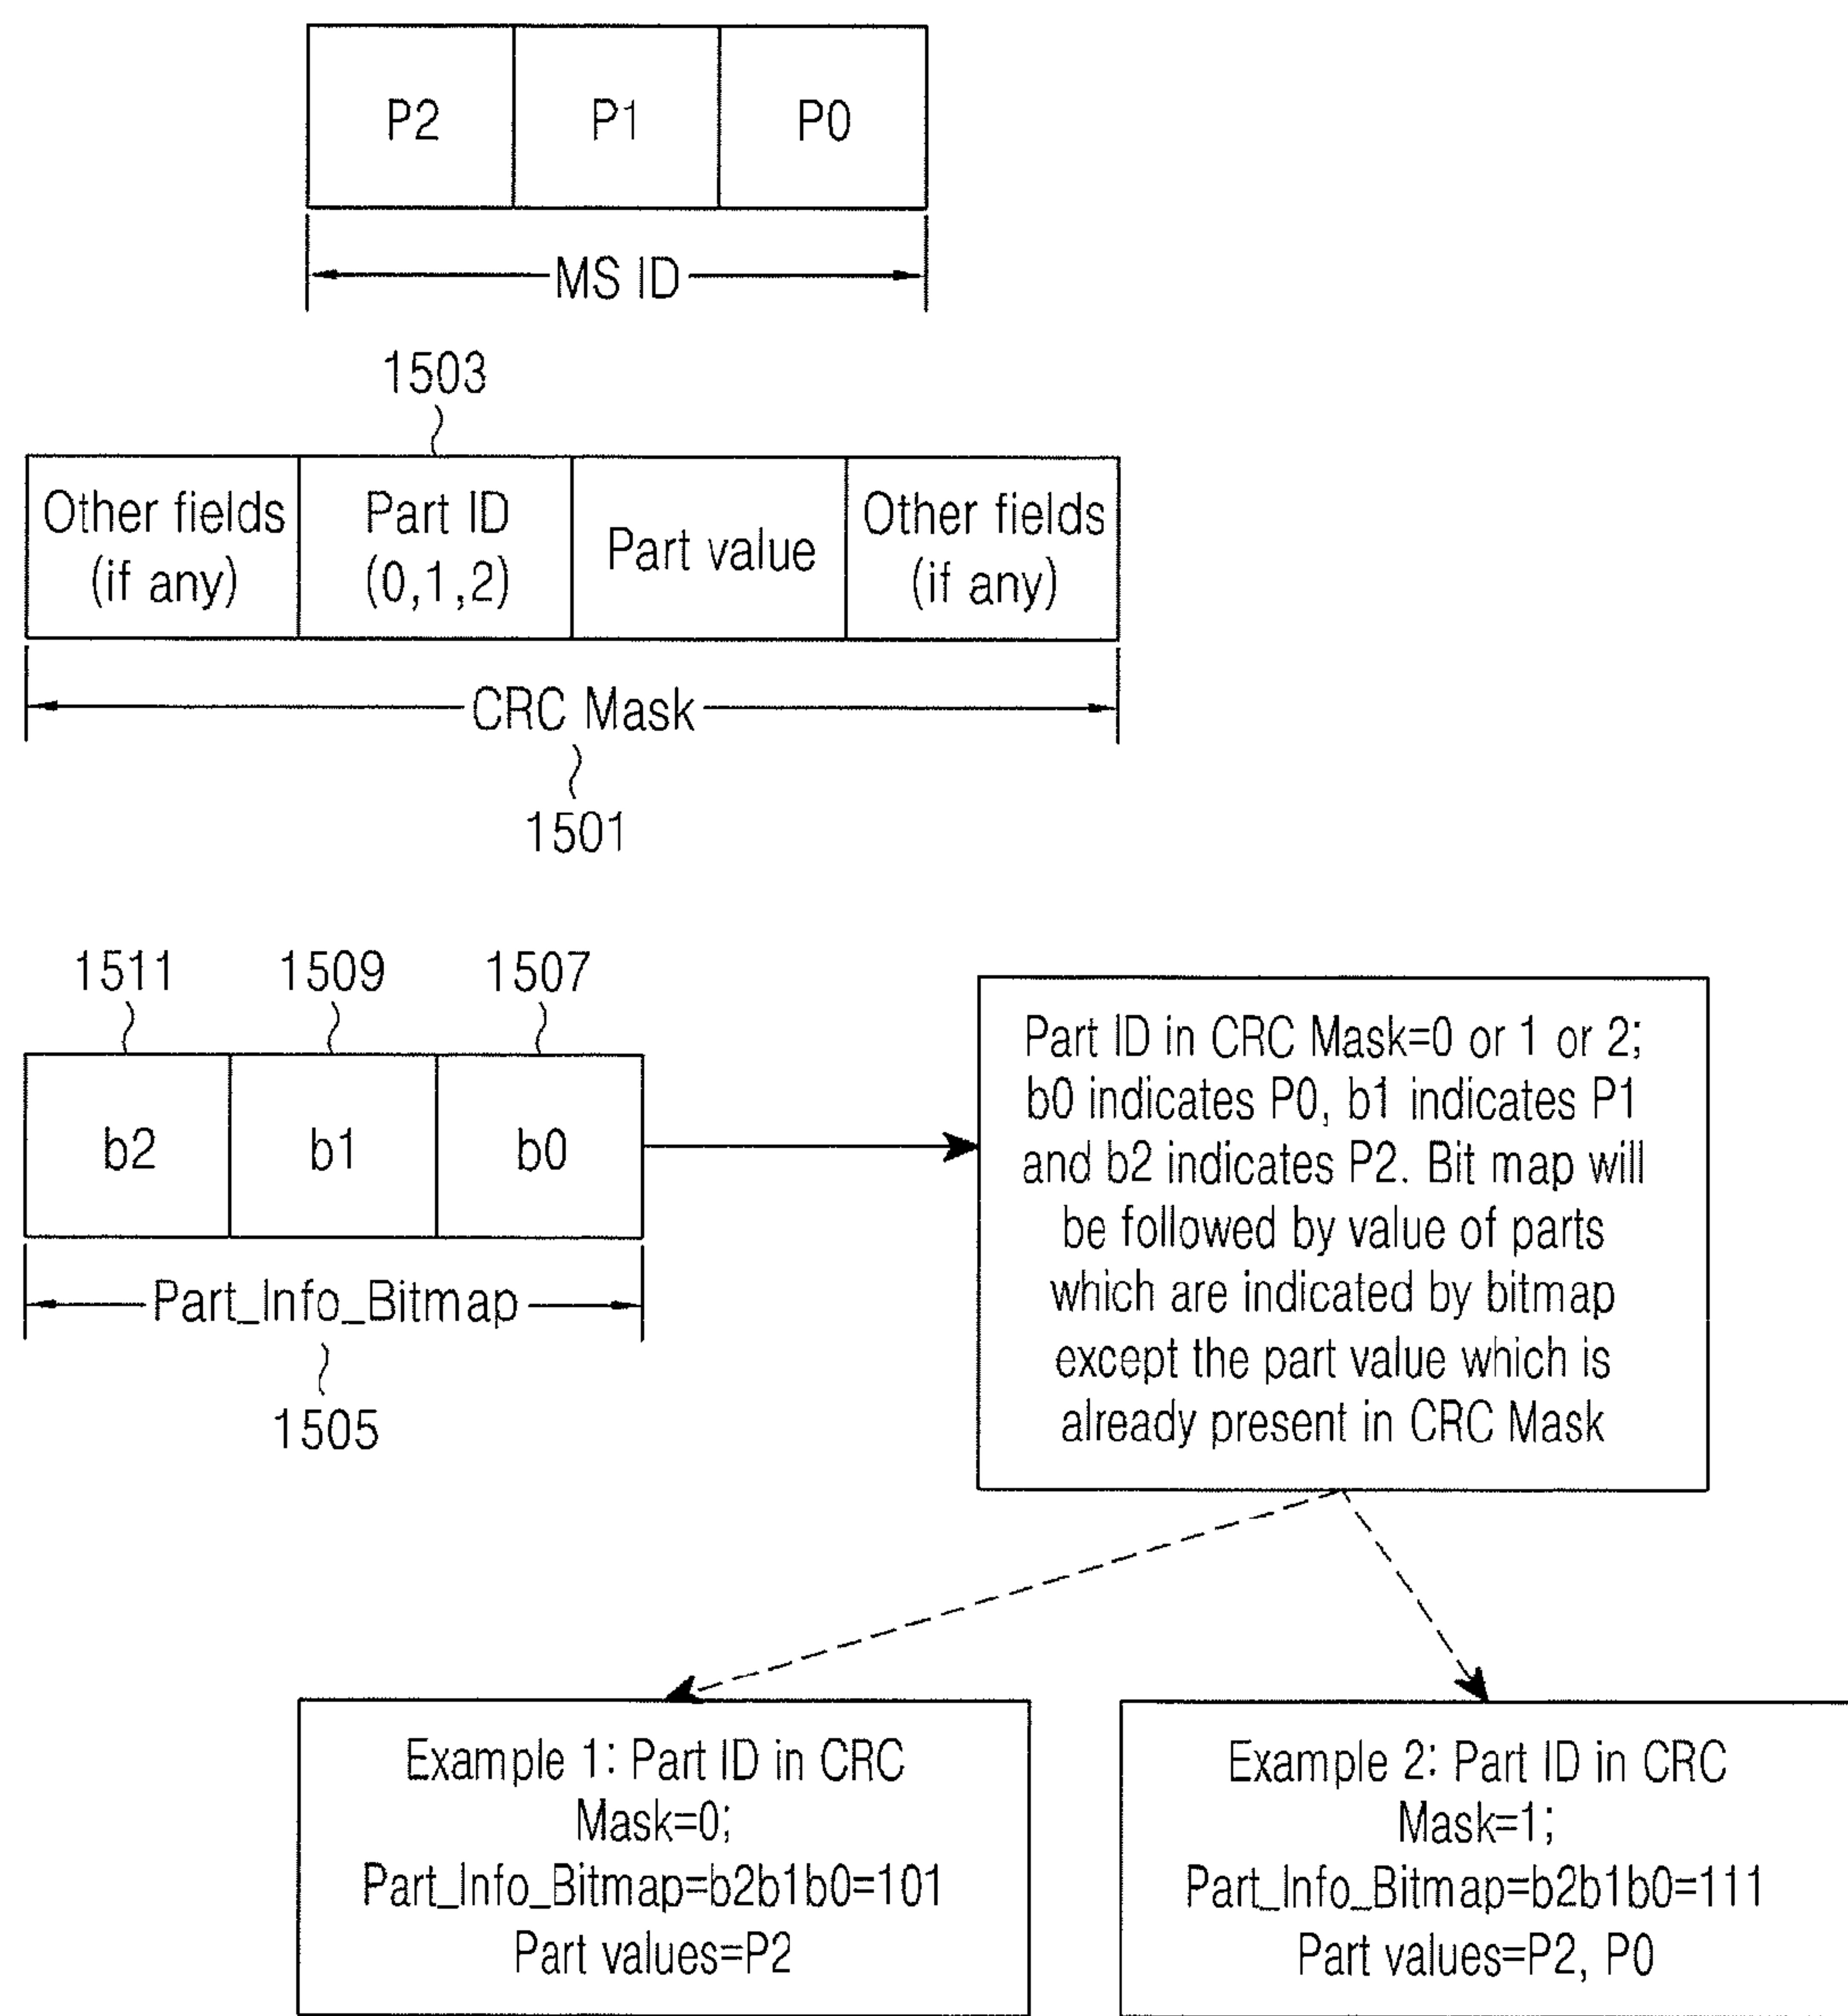 P2 P1 P0
MS ID
1503
Other fields (if any)
Part ID (0,1,2)
Part value
Other fields (if any)
CRC Mask
1501
1511 1509 1507
b2 b1 b0
Part_Info_Bitmap
1505
Part ID in CRC Mask=0 or 1 or 2;
b0 indicates P0, b1 indicates P1
and b2 indicates P2. Bit map will
be followed by value of parts
which are indicated by bitmap
except the part value which is
already present in CRC Mask
Example 1: Part ID in CRC
Mask=0;
Part_Info_Bitmap=b2b1b0=101
Part values=P2
Example 2: Part ID in CRC
Mask=1;
Part_Info_Bitmap=b2b1b0=111
Part values=P2, P0